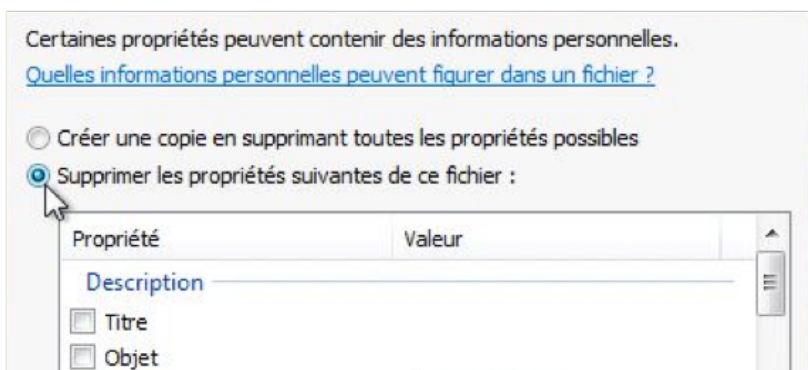 Certaines propriétés peuvent contenir des informations personnelles.
Quelles informations personnelles peuvent figurer dans un fichier ?
Créer une copie en supprimant toutes les propriétés possibles
Supprimer les propriétés suivantes de ce fichier :
Propriété Valeur
Description
Titre
Objet